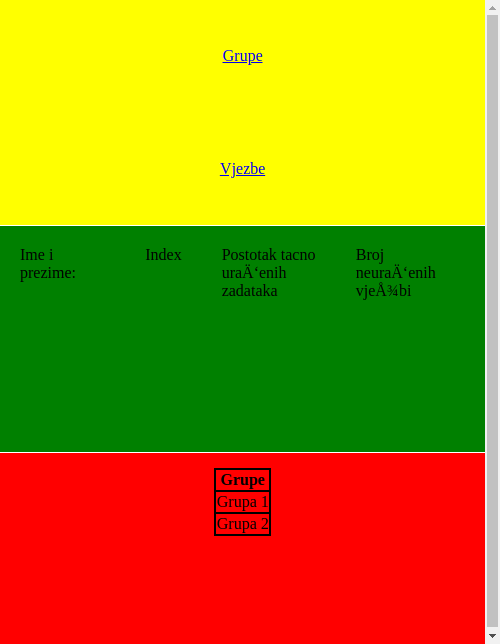 Grupe
Vjezbe
Ime i prezime:
Index
Postotak tacno uraÄ‘enih zadataka
Broj neuraÄ‘enih vjeÅ¾bi
Grupe
Grupa 1
Grupa 2